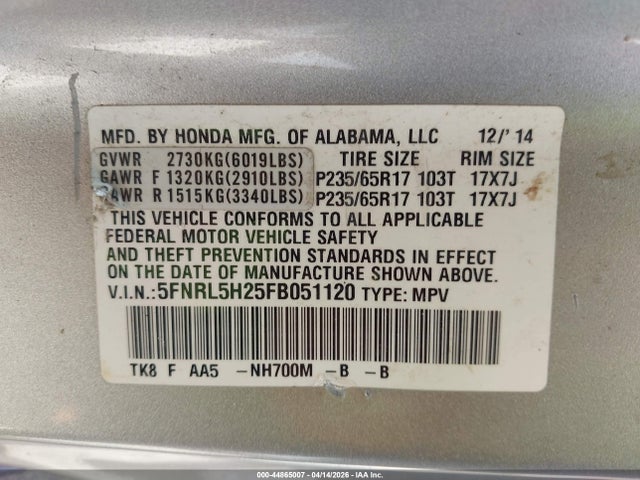 MFD. BY HONDA MFG. OF ALABAMA, LLC 12/'14
GVWR 2730KG(6019LBS) TIRE SIZE RIM SIZE
GAWR F 1320KG(2910LBS) P235/65R17 103T 17X7J
GAWR R 1515KG(3340LBS) P235/65R17 103T 17X7J
THIS VEHICLE CONFORMS TO ALL APPLICABLE
FEDERAL MOTOR VEHICLE SAFETY
AND THEFT PREVENTION STANDARDS IN EFFECT
ON THE DATE OF MANUFACTURE SHOWN ABOVE.
V.I.N.: 5FNRL5H25FB051120 TYPE: MPV
TK8 F AA5 -NH700M -B -B
000-44865007 - 04/14/2026 - IAAI.COM